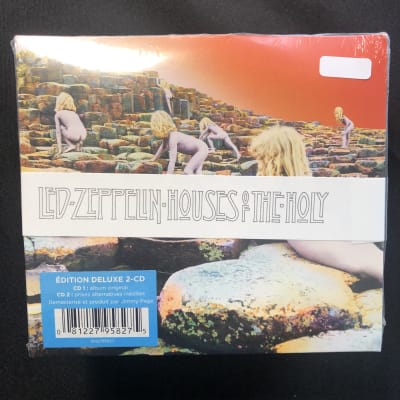 LED·ZEPPELIN·HOUSES OF THE·HOLY
ÉDITION DELUXE 2-CD
CD 1 : album original
CD 2 : prises alternatives inédites
Remasterisé et produit par Jimmy Page
0 81227 95827 5